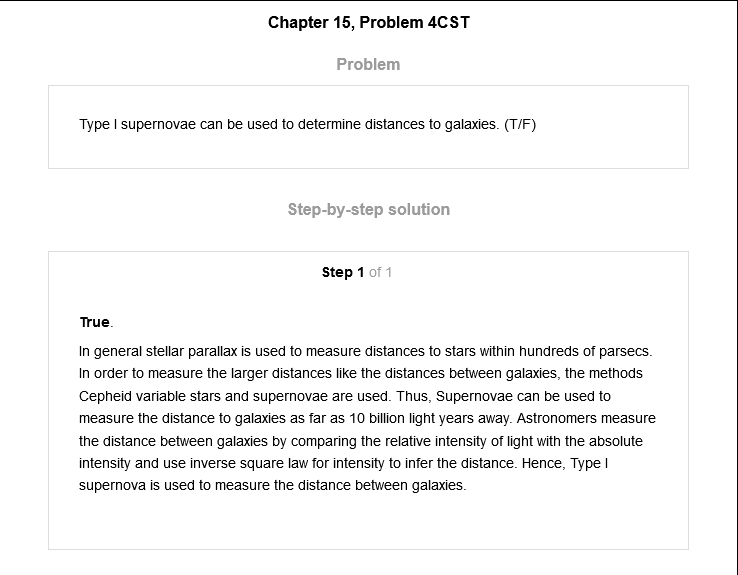 Chapter 15, Problem 4CST
Problem
Type I supernovae can be used to determine distances to galaxies. (T/F)
Step-by-step solution
Step 1 of 1
True.
In general stellar parallax is used to measure distances to stars within hundreds of parsecs.
In order to measure the larger distances like the distances between galaxies, the methods
Cepheid variable stars and supernovae are used. Thus, Supernovae can be used to
measure the distance to galaxies as far as 10 billion light years away. Astronomers measure
the distance between galaxies by comparing the relative intensity of light with the absolute
intensity and use inverse square law for intensity to infer the distance. Hence, Type I
supernova is used to measure the distance between galaxies.